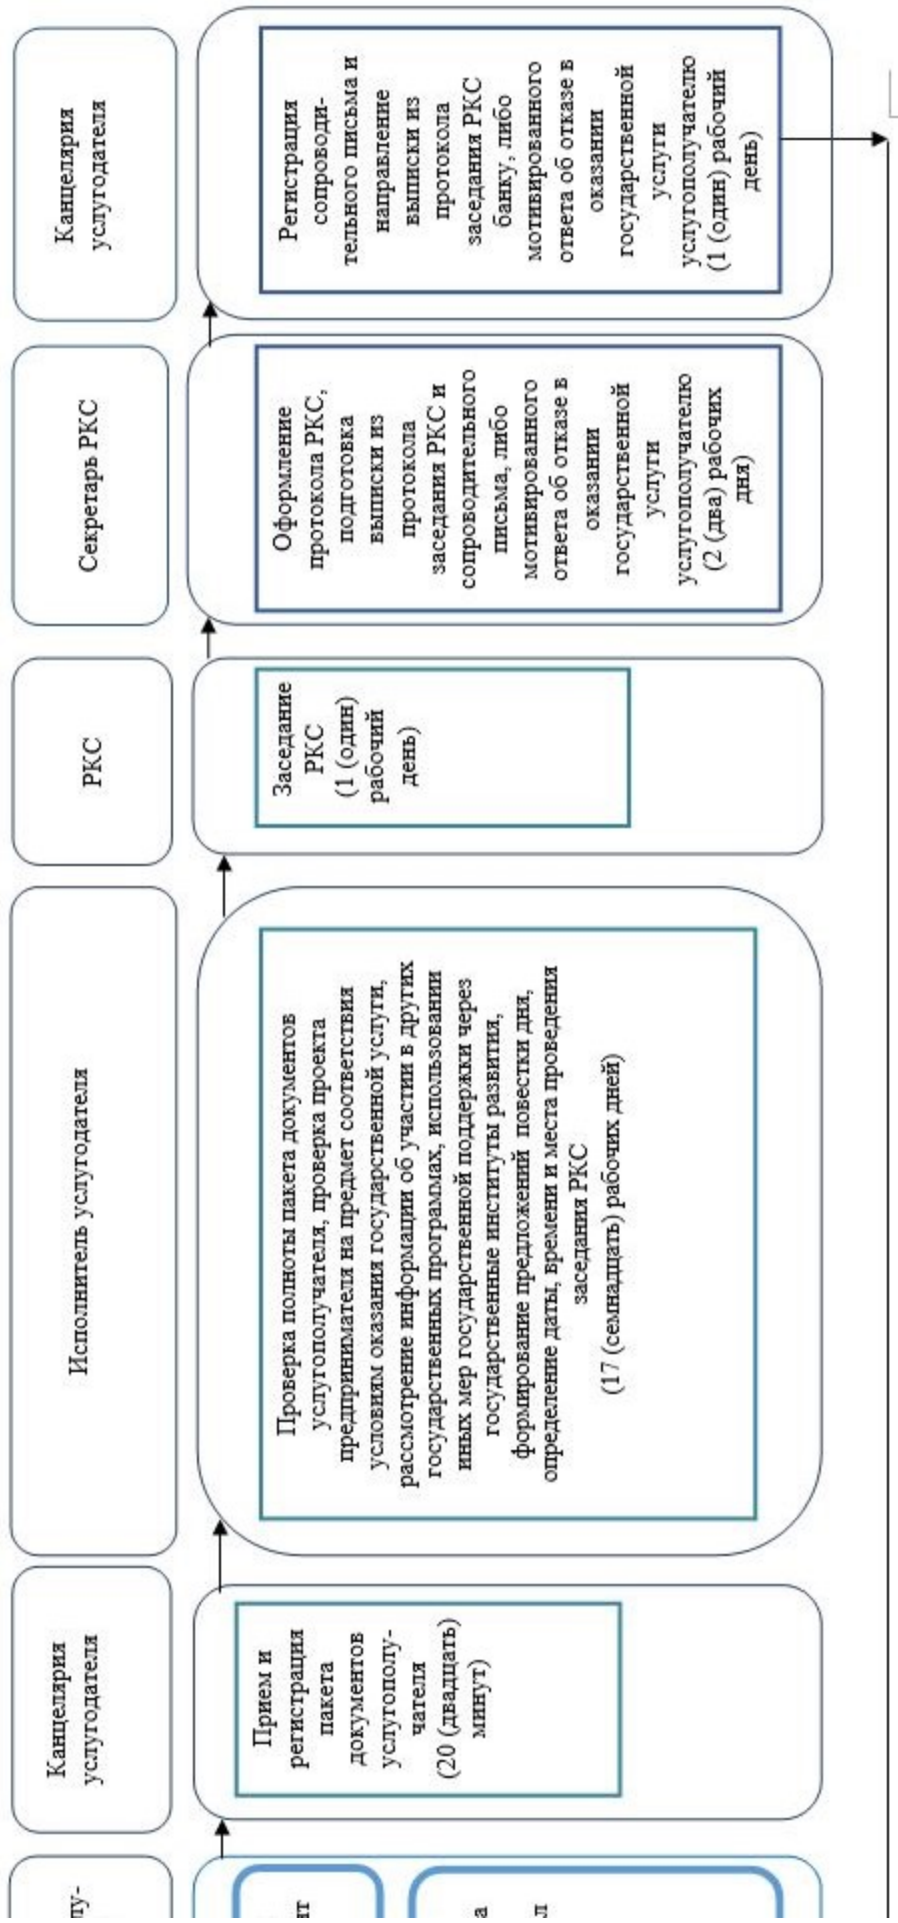 лу-
нт
а
л
Канцелярия
услугодателя
Прием и
регистрация
пакета
документов
услугополу-
чателя
(20 (двадцать)
минут)
Исполнитель услугодателя
Проверка полноты пакета документов
услугополучателя, проверка проекта
предпринимателя на предмет соответствия
условиям оказания государственной услуги,
рассмотрение информации об участии в других
государственных программах, использовании
иных мер государственной поддержки через
государственные институты развития,
формирование предложений повестки дня,
определение даты, времени и места проведения
заседания РКС
(17 (семнадцать) рабочих дней)
РКС
Заседание
РКС
(1 (один)
рабочий
день)
Секретарь РКС
Оформление
протокола РКС,
подготовка
выписки из
протокола
заседания РКС и
сопроводительного
письма, либо
мотивированного
ответа об отказе в
оказании
государственной
услуги
услугополучателю
(2 (два) рабочих
дня)
Канцелярия
услугодателя
Регистрация
сопроводи-
тельного письма и
направление
выписки из
протокола
заседания РКС
банку, либо
мотивированного
ответа об отказе в
оказании
государственной
услуги
услугополучателю
(1 (один) рабочий
день)